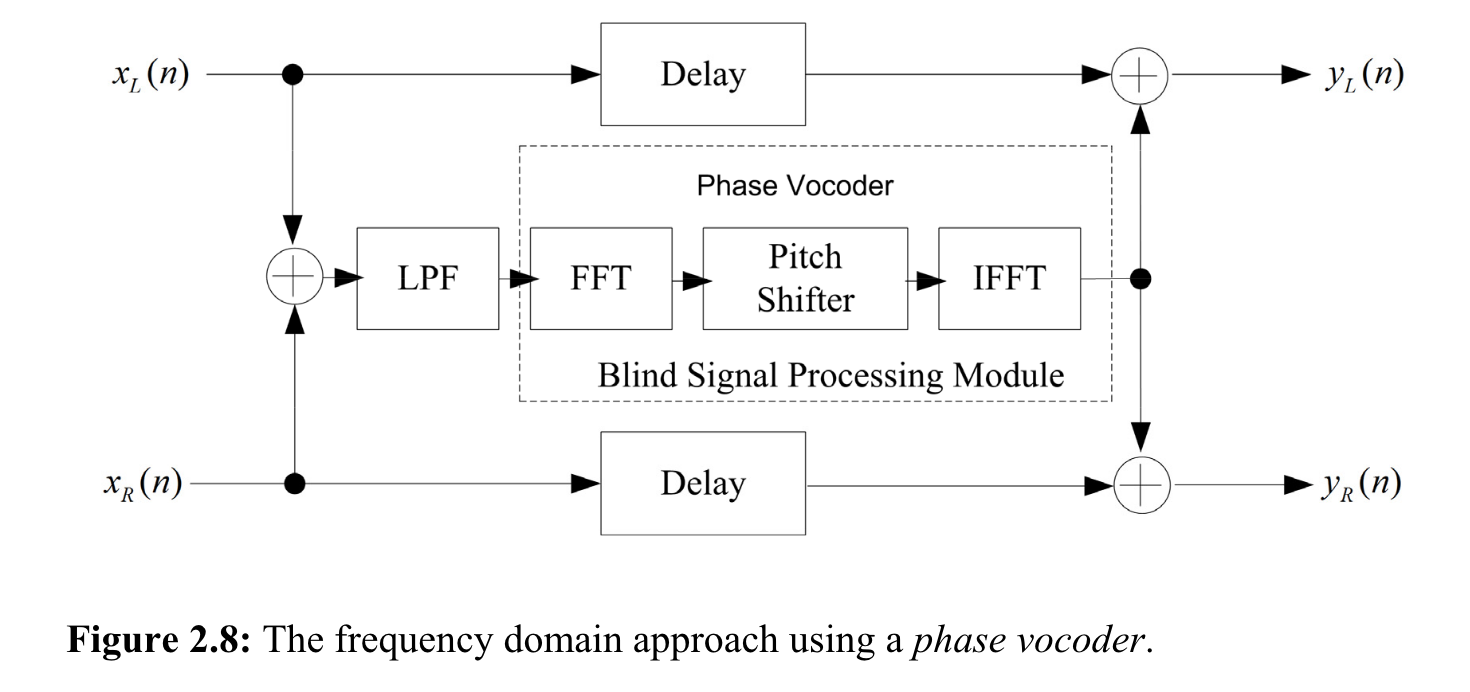 x_L(n)
Delay
y_L(n)
Phase Vocoder
LPF
FFT
Pitch
Shifter
IFFT
Blind Signal Processing Module
x_R(n)
Delay
y_R(n)
Figure 2.8: The frequency domain approach using a phase vocoder.